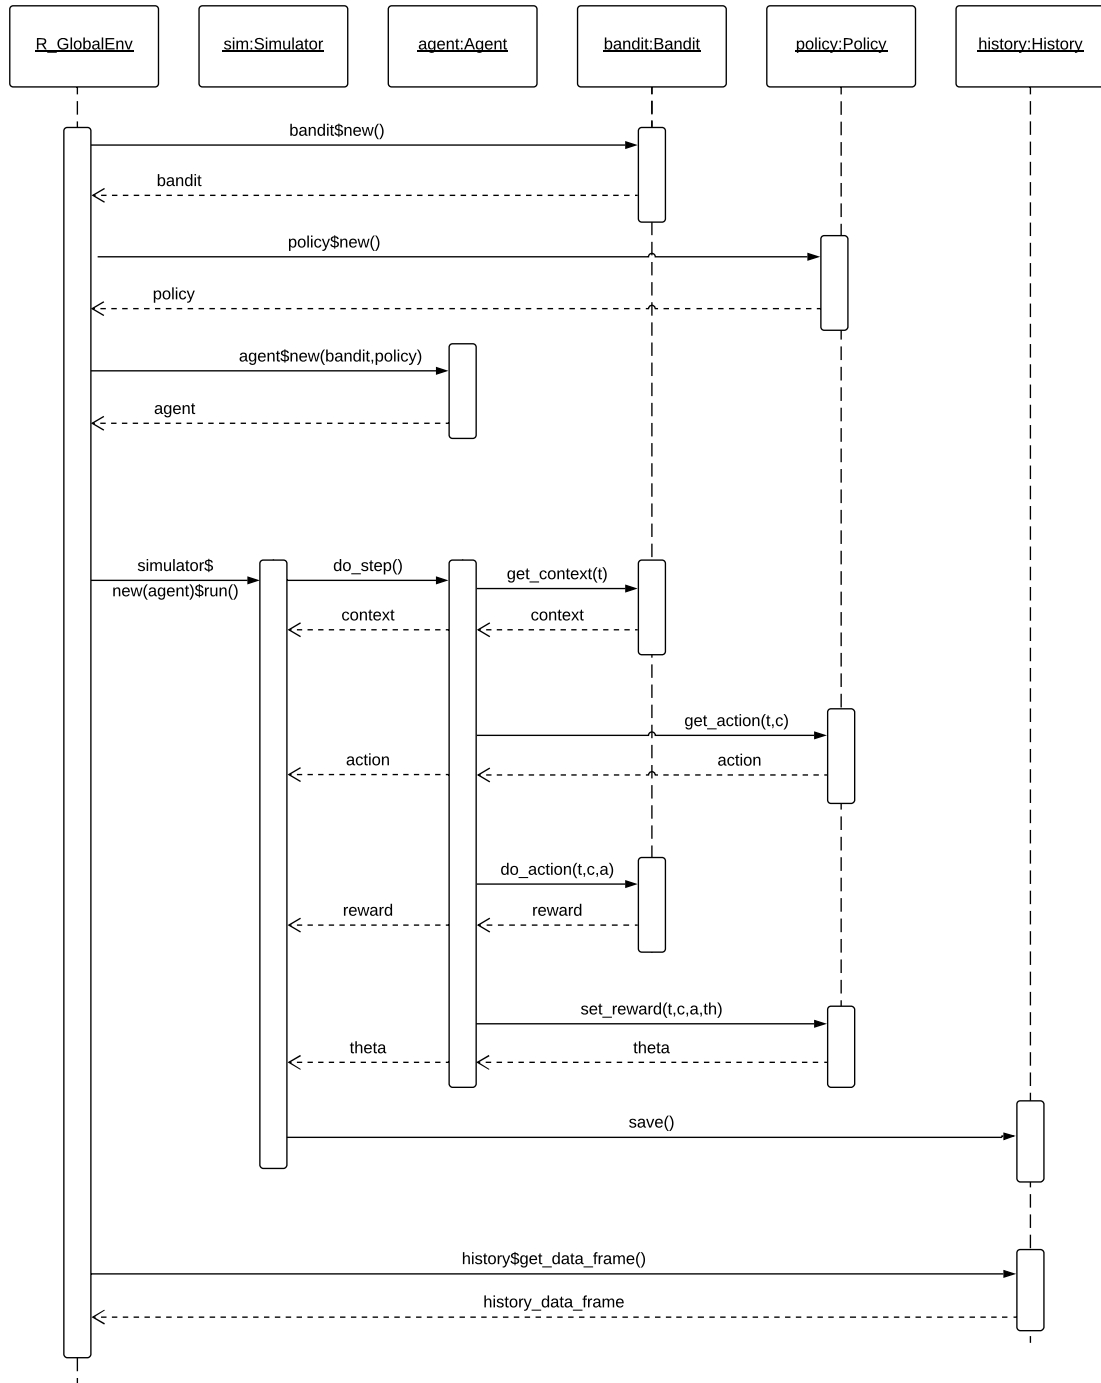 R_GlobalEnv
sim:Simulator
agent:Agent
bandit:Bandit
policy:Policy
history:History
bandit$new()
bandit
policy$new()
policy
agent$new(bandit,policy)
agent
simulator$
new(agent)$run()
do_step()
get_context(t)
context
context
get_action(t,c)
action
action
do_action(t,c,a)
reward
reward
set_reward(t,c,a,th)
theta
theta
save()
history$get_data_frame()
history_data_frame